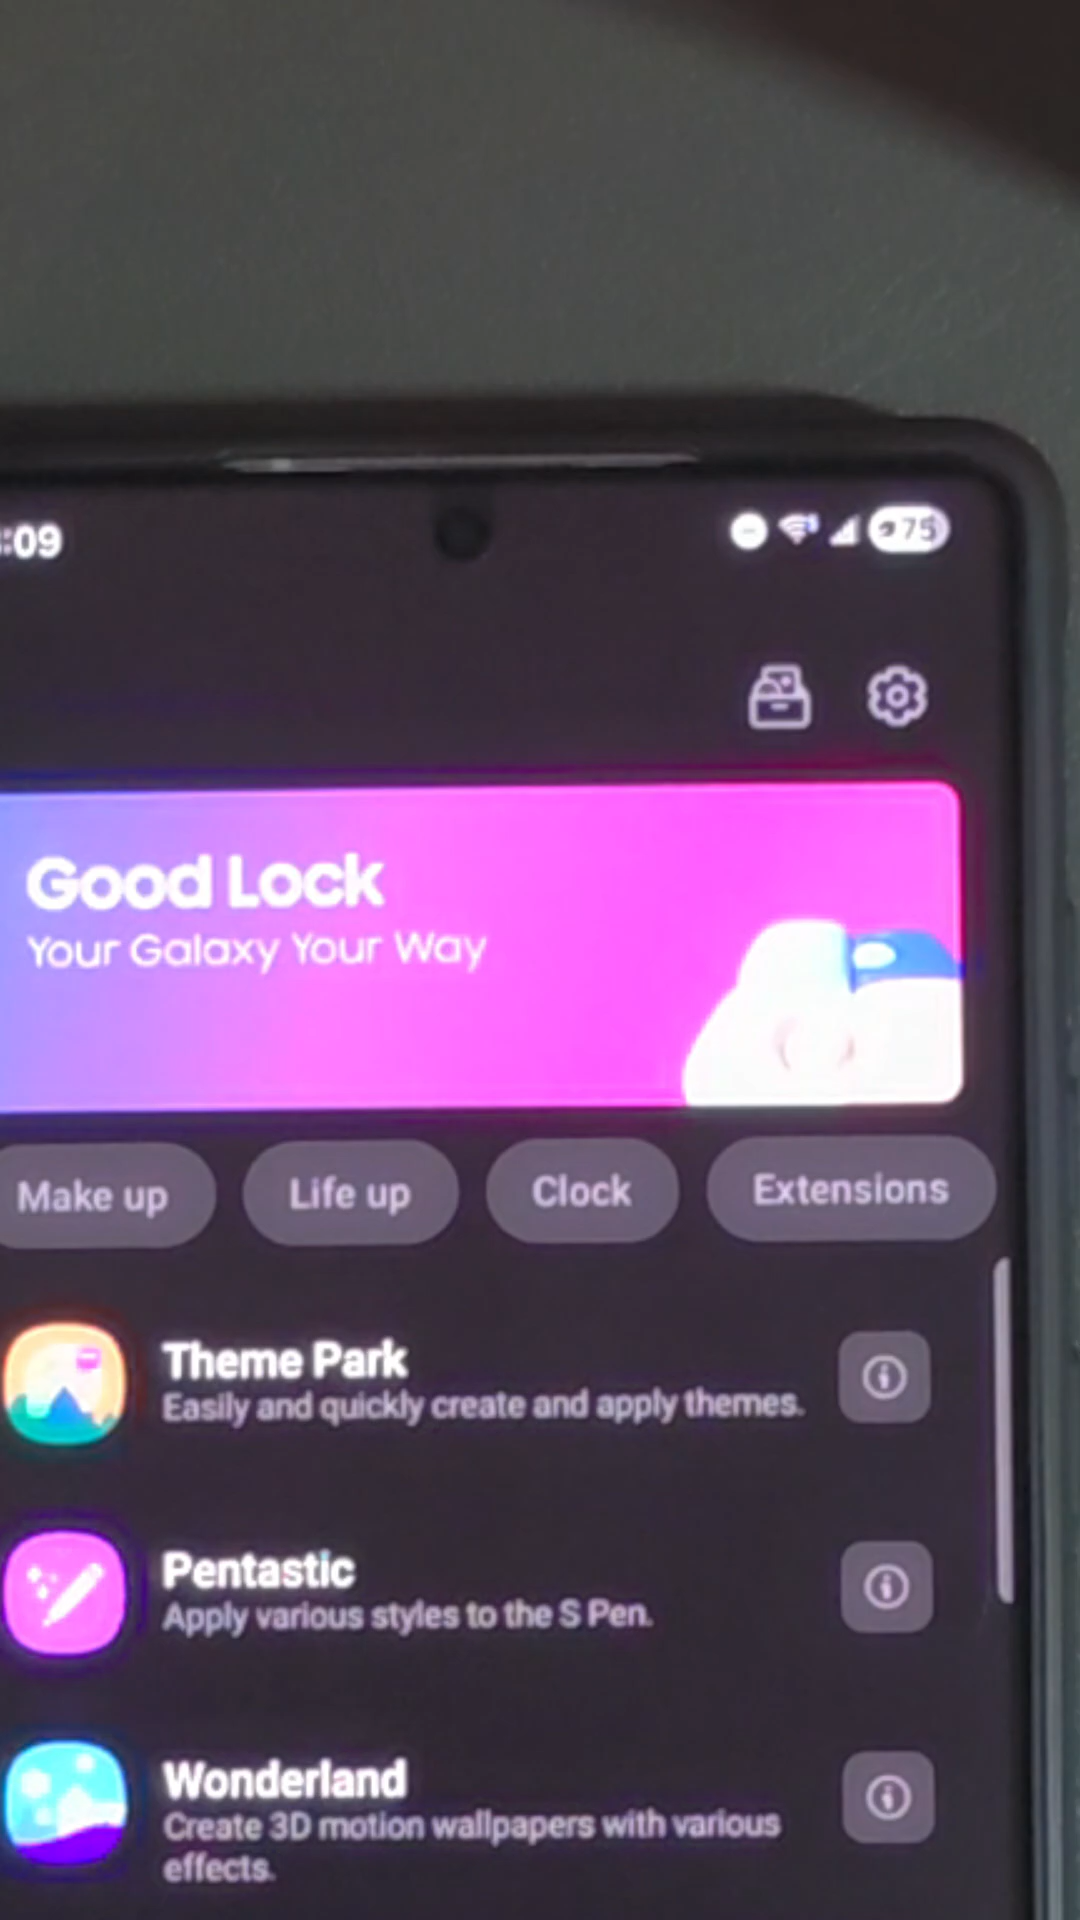 :09
75
Good Lock
Your Galaxy Your Way
Make up
Life up
Clock
Extensions
Theme Park
Easily and quickly create and apply themes.
Pentastic
Apply various styles to the S Pen.
Wonderland
Create 3D motion wallpapers with various
effects.